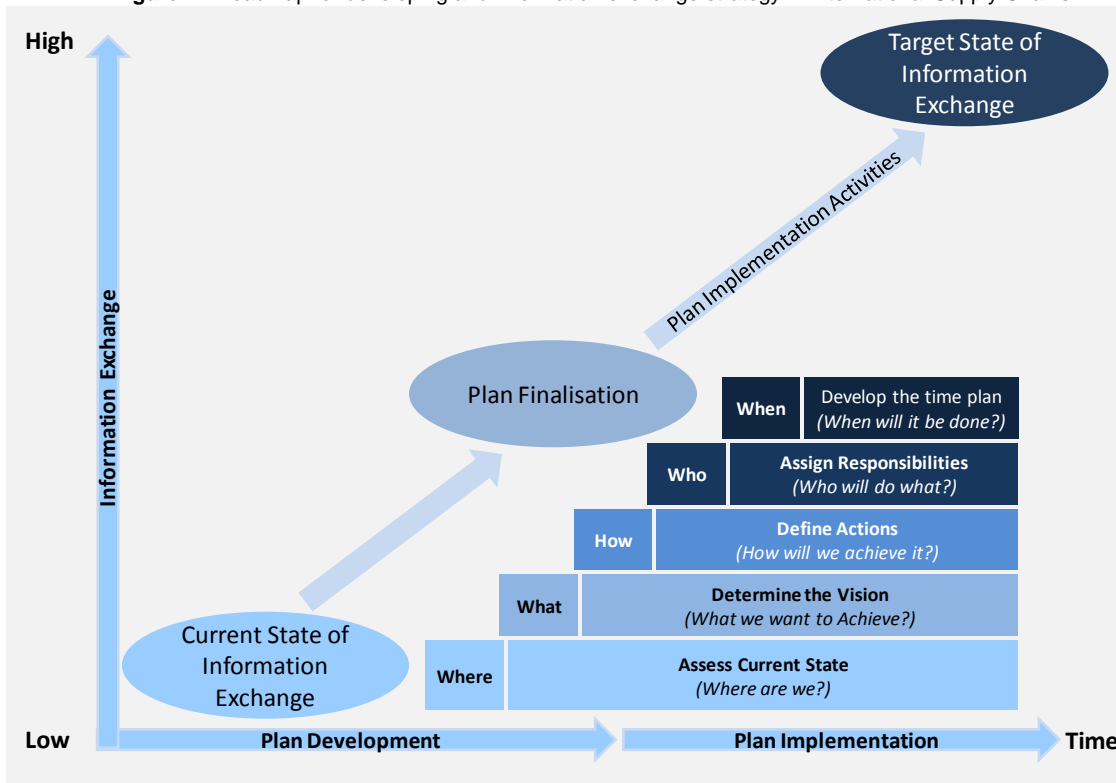 developing strategy Supply
High
Target State of
Information
Exchange
Plan Implementation Activities
Information Exchange
Plan Finalisation
When
Develop the time plan
(When will it be done?)
Who
Assign Responsibilities
(Who will do what?)
How
Define Actions
(How will we achieve it?)
What
Determine the Vision
(What we want to Achieve?)
Current State of
Information
Exchange
Where
Assess Current State
(Where are we?)
Low
Plan Development
Plan Implementation
Time